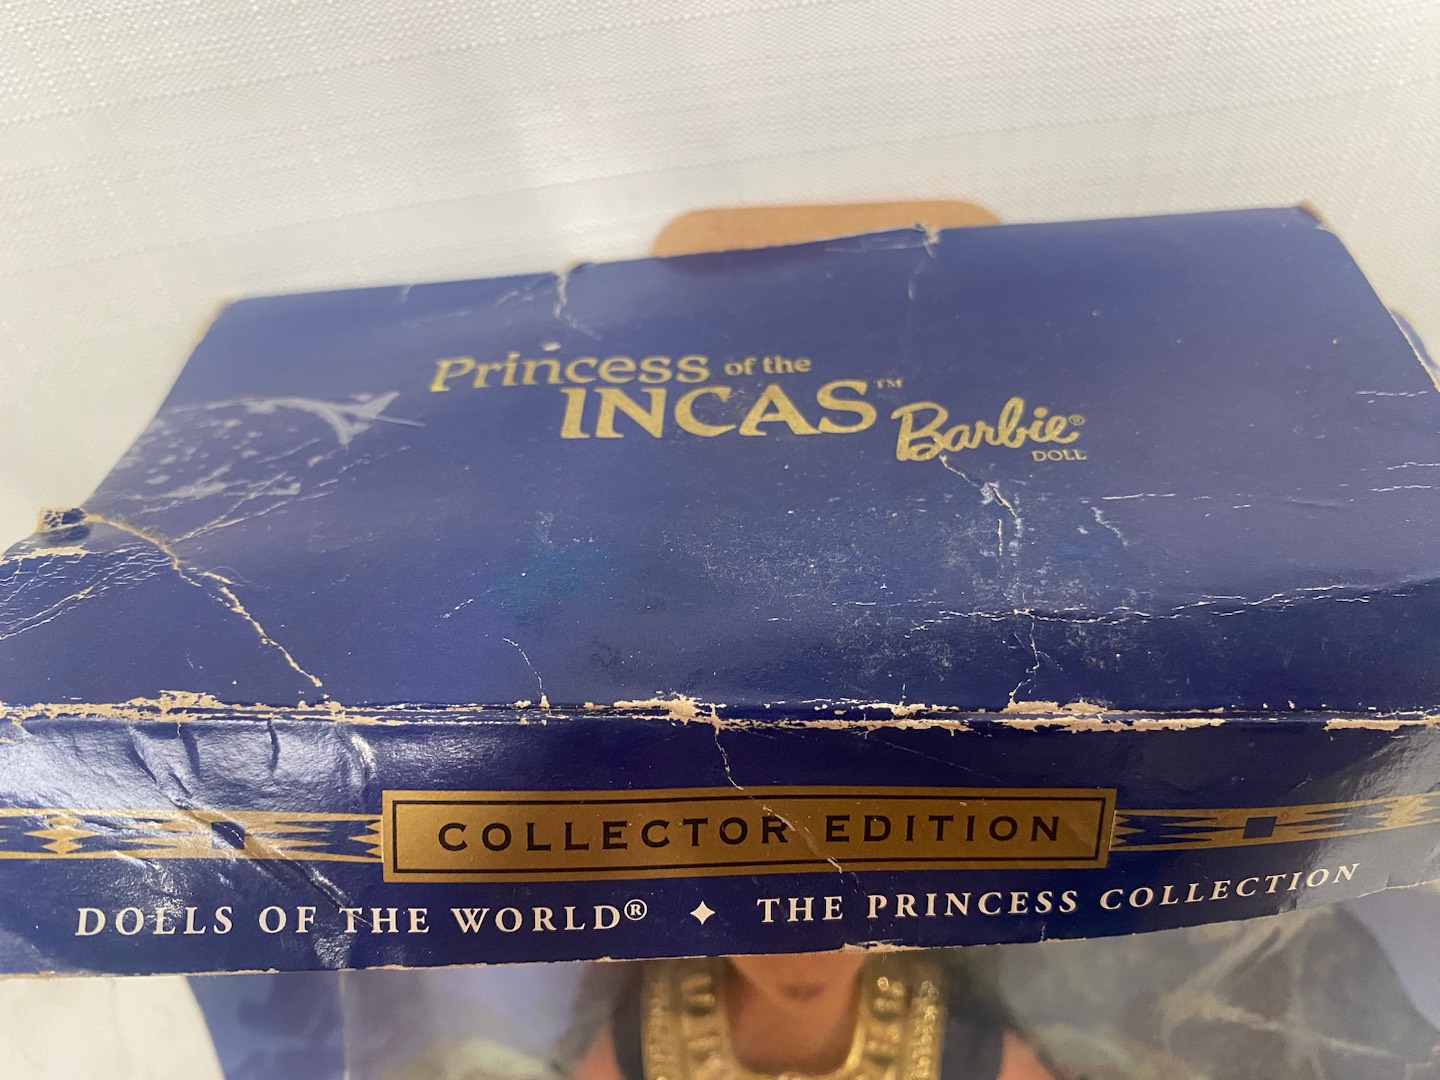 Princess of the
INCAS™ Barbie®
DOLL
COLLECTOR EDITION
DOLLS OF THE WORLD® ✦ THE PRINCESS COLLECTION